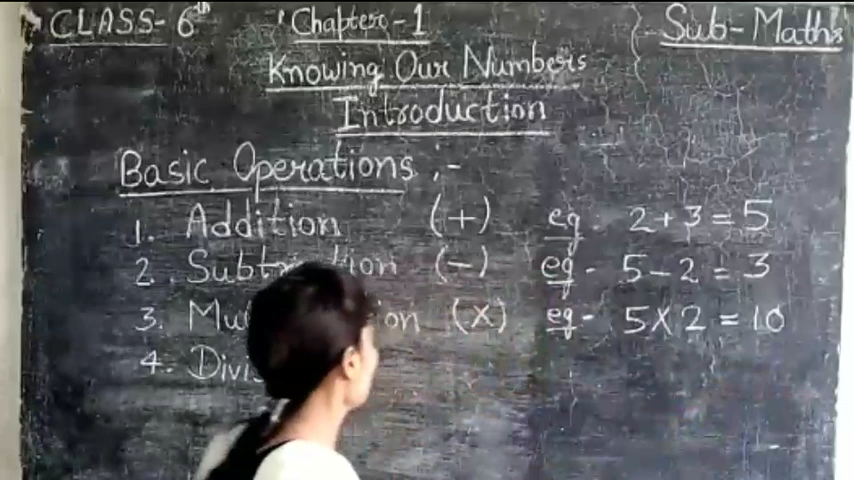 CLASS- 6th Chapter-1 Sub-Maths
Knowing Our Numbers
Introduction
Basic Operations :-
1. Addition (+) eg 2+3=5
2. (-) eg- 5-2=3
3. (X) eg- 5X2=10
4.